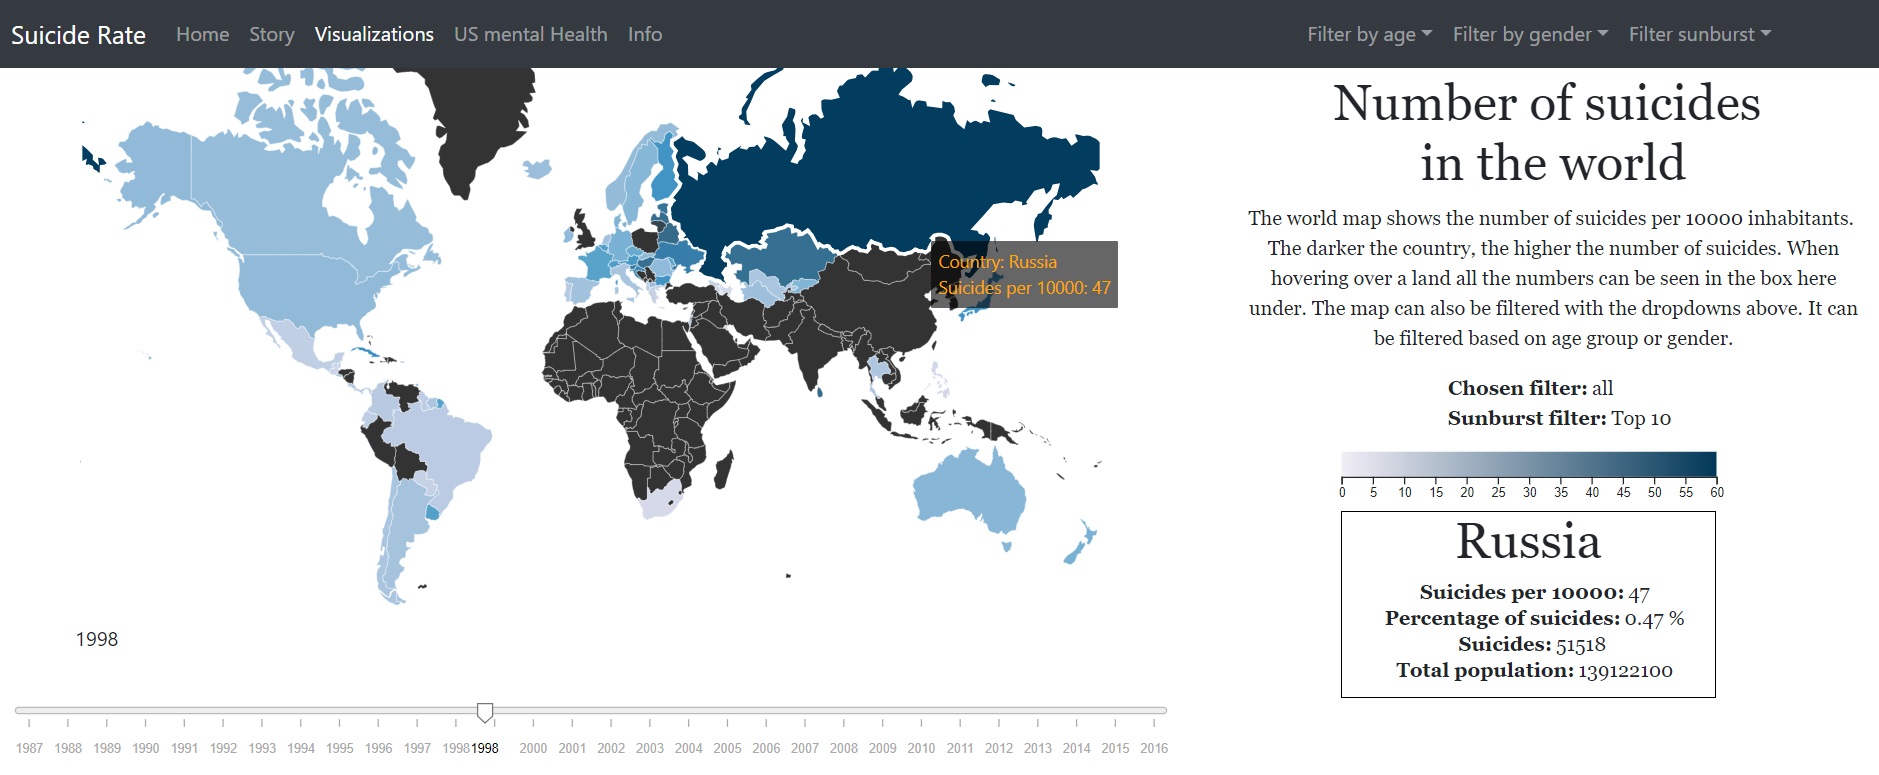 Suicide Rate Home Story Visualizations US mental Health Info Filter by age Filter by gender Filter sunburst
Number of suicides
in the world
The world map shows the number of suicides per 10000 inhabitants.
The darker the country, the higher the number of suicides. When
hovering over a land all the numbers can be seen in the box here
under. The map can also be filtered with the dropdowns above. It can
be filtered based on age group or gender.
Chosen filter: all
Sunburst filter: Top 10
0 5 10 15 20 25 30 35 40 45 50 55 60
Russia
Suicides per 10000: 47
Percentage of suicides: 0.47 %
Suicides: 51518
Total population: 139122100
Country: Russia
Suicides per 10000: 47
1998
1987 1988 1989 1990 1991 1992 1993 1994 1995 1996 1997 1998 1998 2000 2001 2002 2003 2004 2005 2006 2007 2008 2009 2010 2011 2012 2013 2014 2015 2016